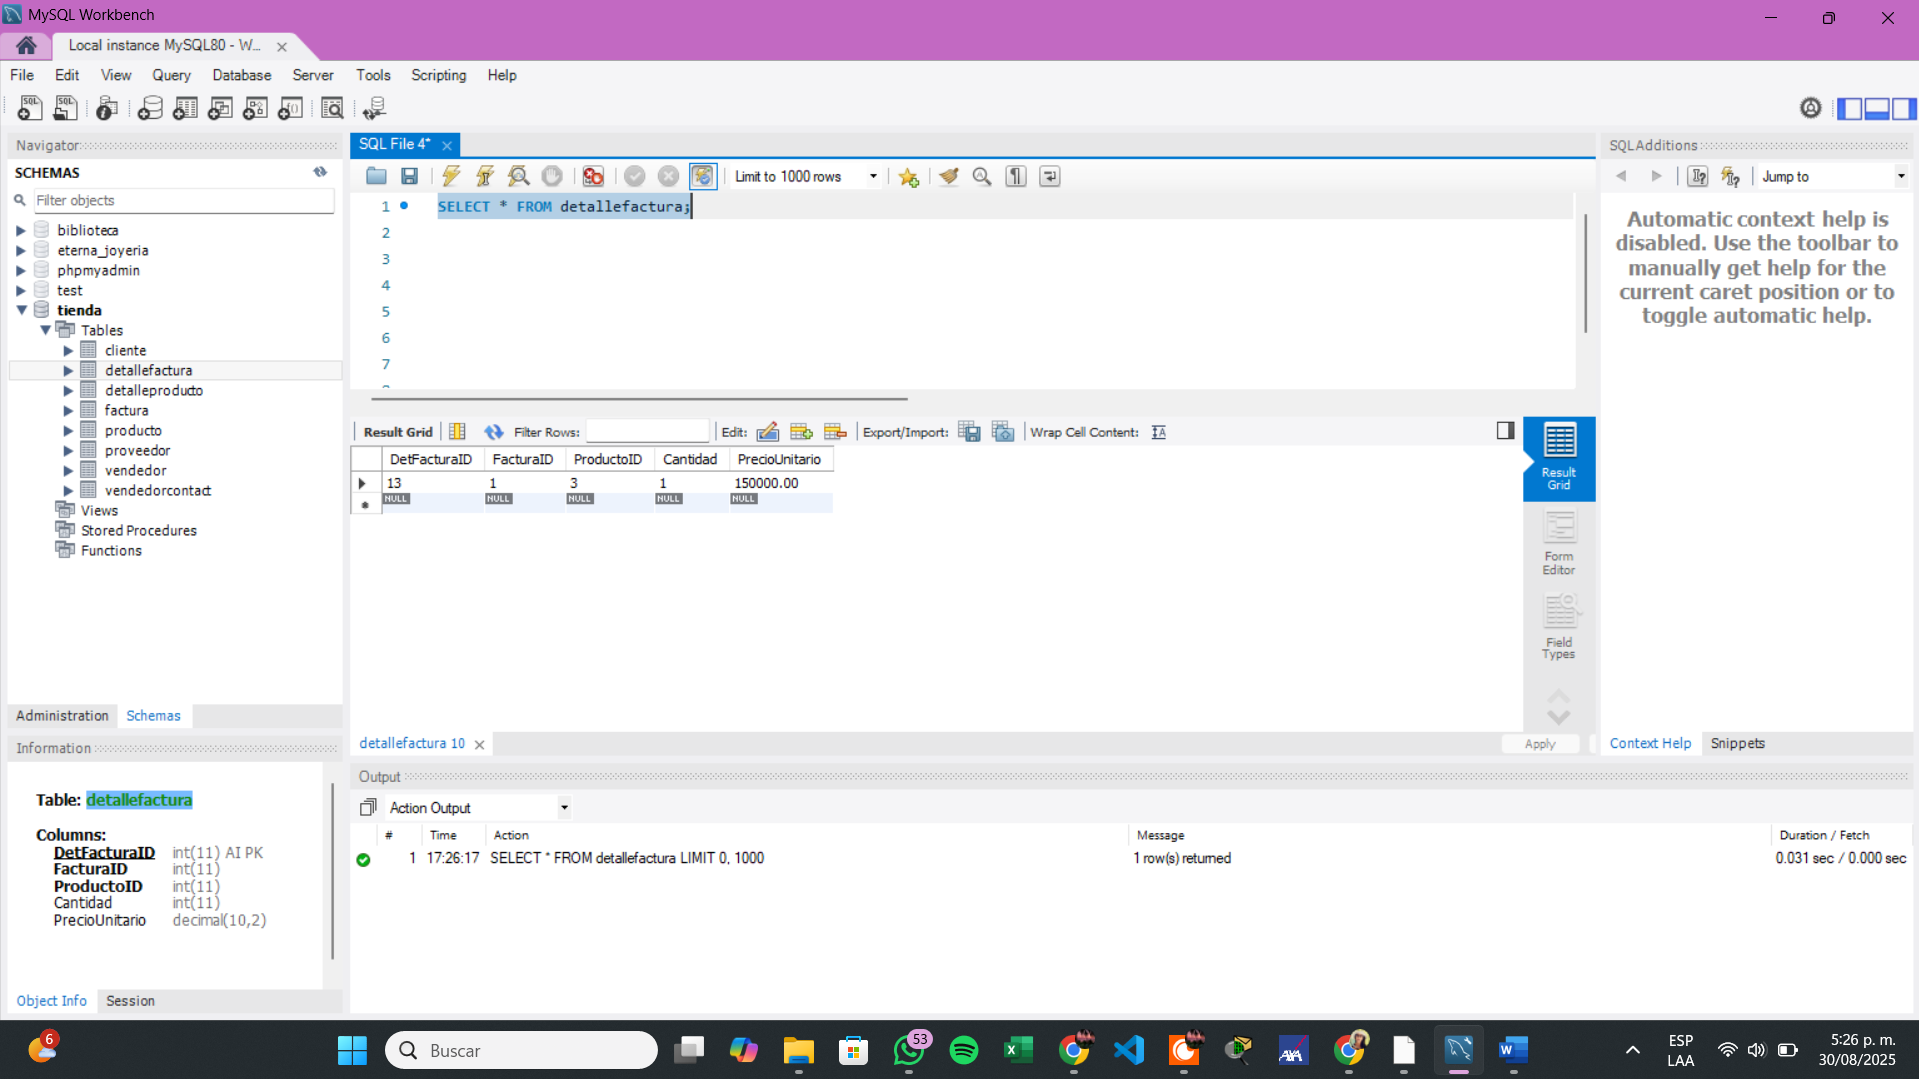 MySQL Workbench
Local instance MySQL80 - W...
File Edit View Query Database Server Tools Scripting Help
Navigator
SCHEMAS
Filter objects
biblioteca
eterna_joyeria
phpmyadmin
test
tienda
Tables
cliente
detallefactura
detalleproducto
factura
producto
proveedor
vendedor
vendedorcontact
Views
Stored Procedures
Functions
Administration Schemas
Information
Table: detallefactura
Columns:
DetFacturaID int(11) AI PK
FacturaID int(11)
ProductoID int(11)
Cantidad int(11)
PrecioUnitario decimal(10,2)
Object Info Session
SQL File 4*
Limit to 1000 rows
1 SELECT * FROM detallefactura;
2
3
4
5
6
7
Result Grid Filter Rows: Edit: Export/Import: Wrap Cell Content:
DetFacturaID FacturaID ProductoID Cantidad PrecioUnitario
13 1 3 1 150000.00
NULL NULL NULL NULL NULL
Result
Grid
Form
Editor
Field
Types
detallefactura 10
Apply
Output
Action Output
# Time Action Message Duration / Fetch
1 17:26:17 SELECT * FROM detallefactura LIMIT 0, 1000 1 row(s) returned 0.031 sec / 0.000 sec
SQLAdditions
Jump to
Automatic context help is
disabled. Use the toolbar to
manually get help for the
current caret position or to
toggle automatic help.
Context Help Snippets
6
Buscar
53
AXA
ESP
LAA
5:26 p. m.
30/08/2025